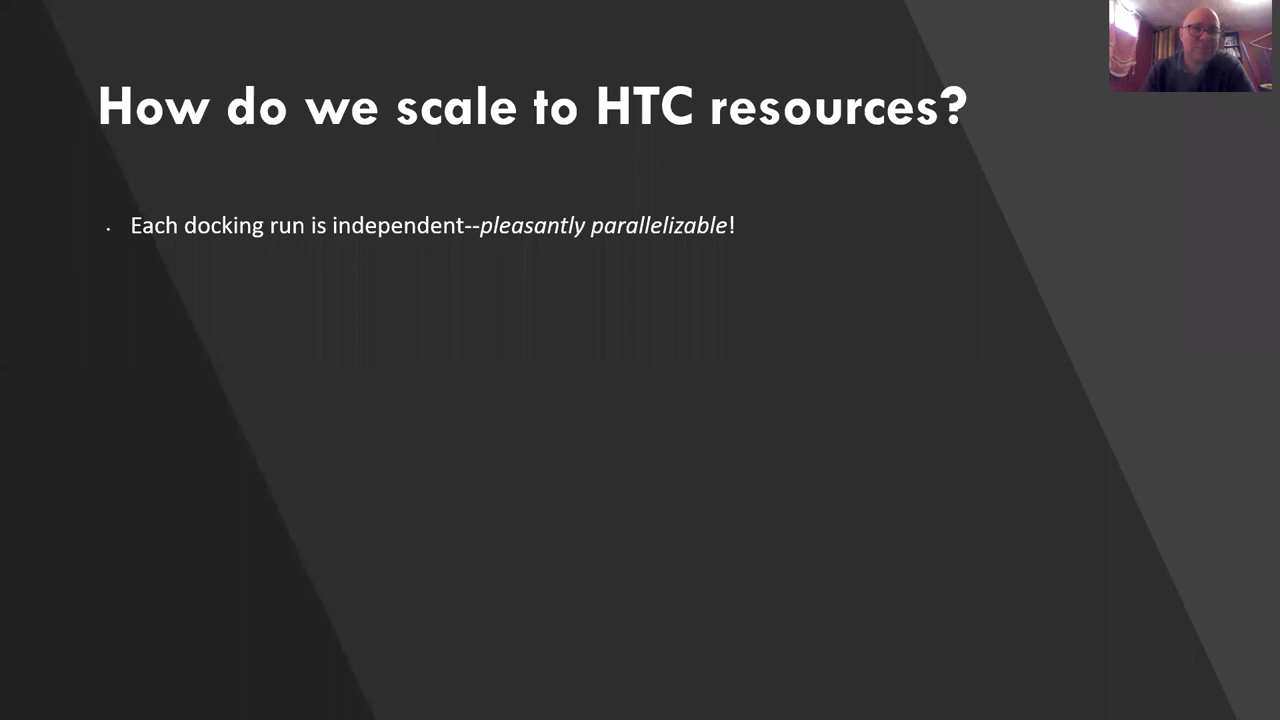 How do we scale to HTC resources?
• Each docking run is independent--pleasantly parallelizable!